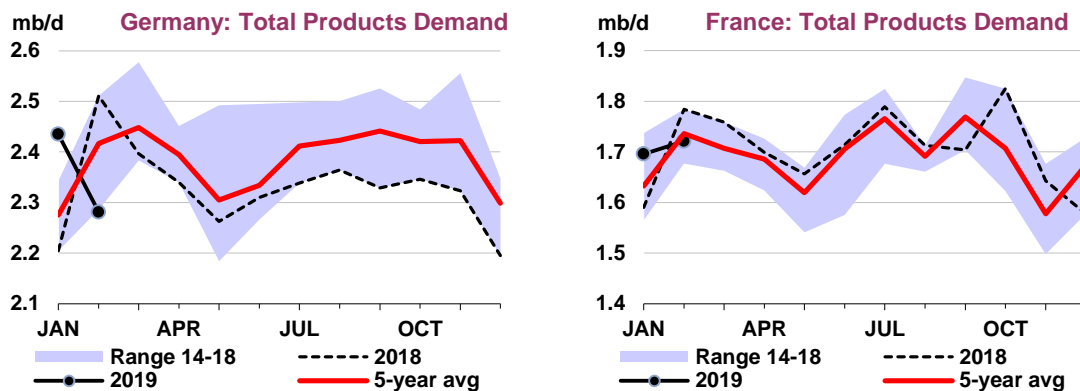 mb/d
Germany: Total Products Demand
2.6
2.5
2.4
2.3
2.2
2.1
JAN
APR
JUL
OCT
Range 14-18
2018
2019
5-year avg
mb/d
France: Total Products Demand
1.9
1.8
1.7
1.6
1.5
1.4
JAN
APR
JUL
OCT
Range 14-18
2018
2019
5-year avg